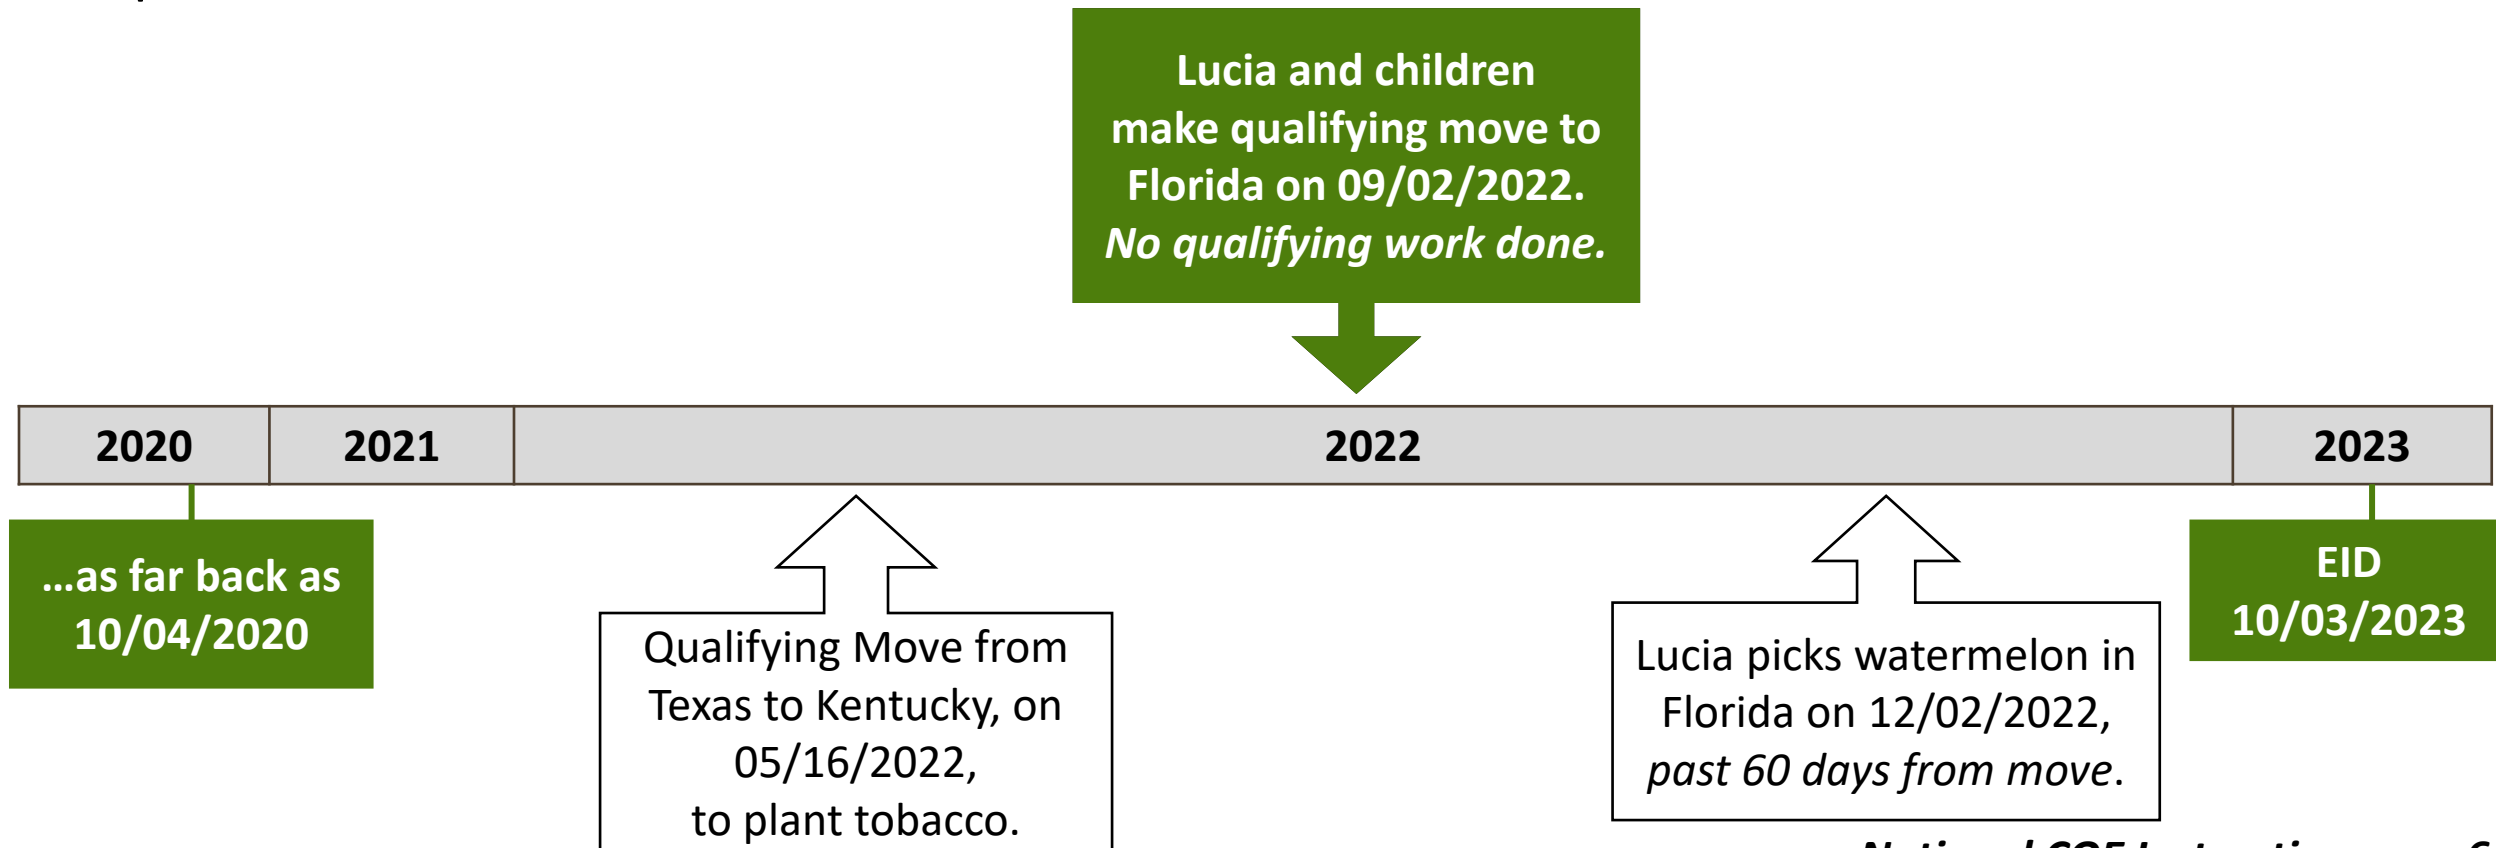 Lucia and children
make qualifying move to
Florida on 09/02/2022.
No qualifying work done.
2020
2021
2022
2023
…as far back as
10/04/2020
Qualifying Move from
Texas to Kentucky, on
05/16/2022,
to plant tobacco.
Lucia picks watermelon in
Florida on 12/02/2022,
past 60 days from move.
EID
10/03/2023
National COE Instructions